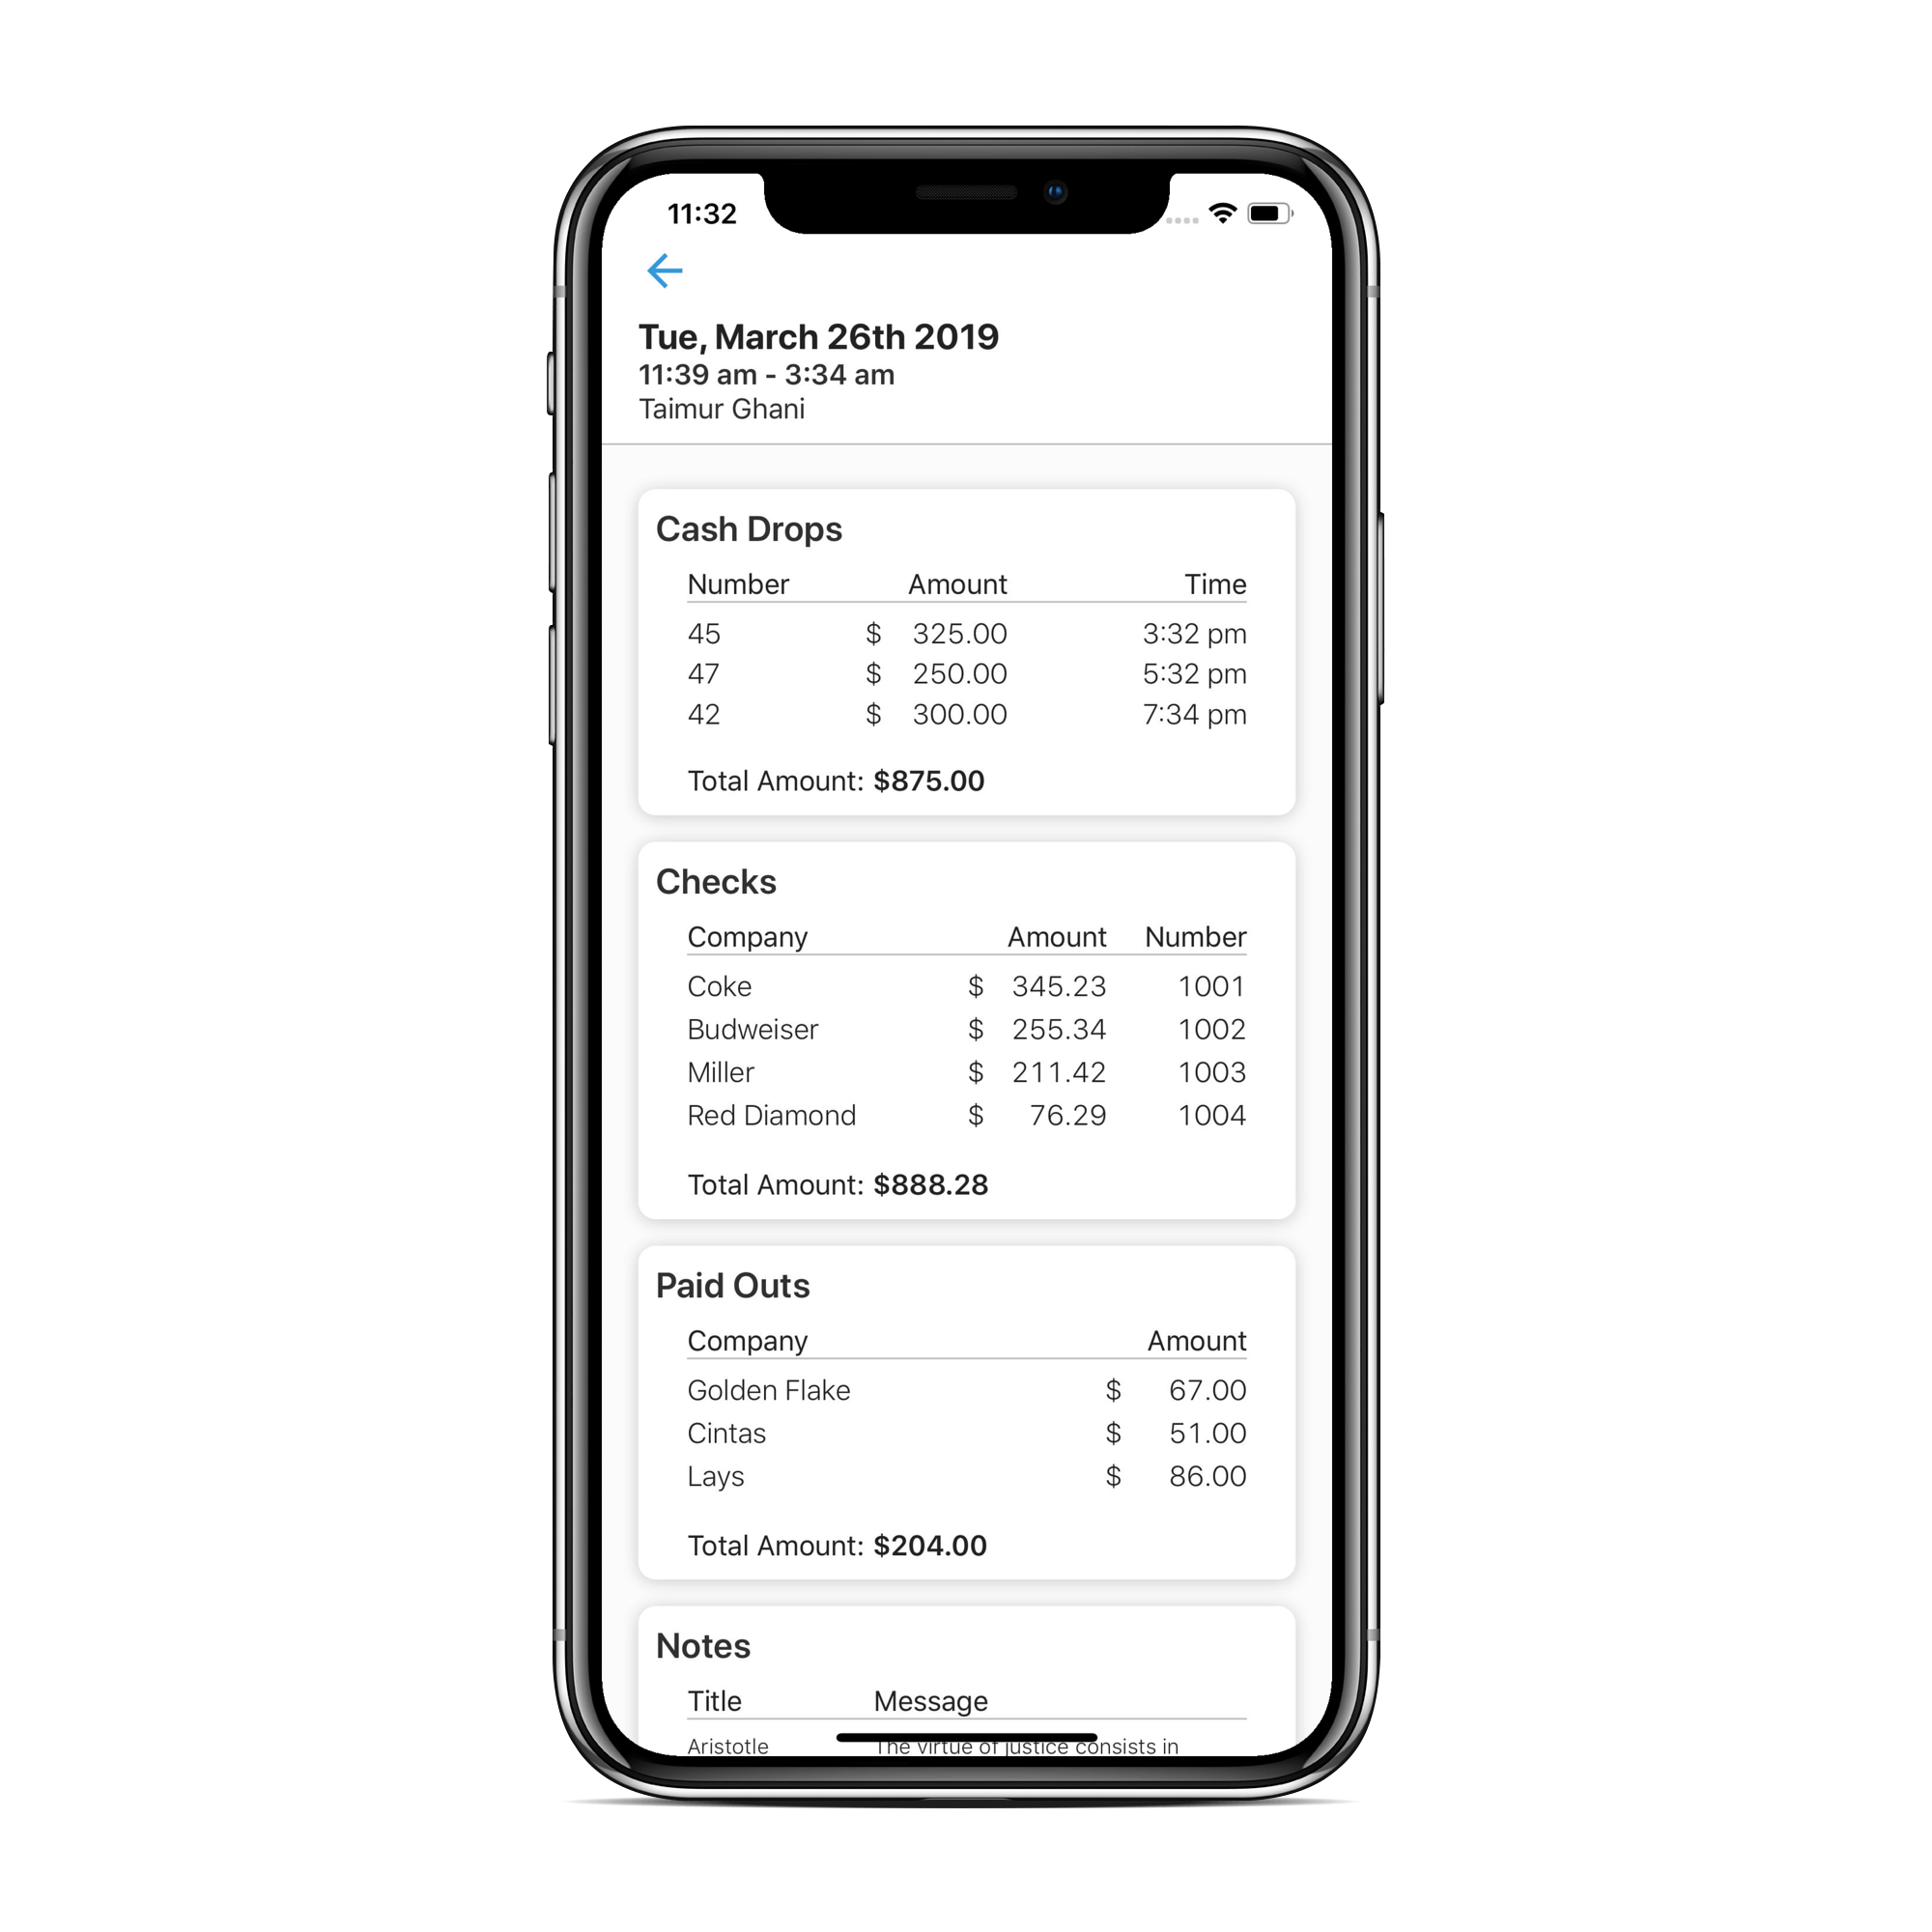 11:32
Tue, March 26th 2019
11:39 am - 3:34 am
Taimur Ghani
Cash Drops
Number Amount Time
45 $ 325.00 3:32 pm
47 $ 250.00 5:32 pm
42 $ 300.00 7:34 pm
Total Amount: $875.00
Checks
Company Amount Number
Coke $ 345.23 1001
Budweiser $ 255.34 1002
Miller $ 211.42 1003
Red Diamond $ 76.29 1004
Total Amount: $888.28
Paid Outs
Company Amount
Golden Flake $ 67.00
Cintas $ 51.00
Lays $ 86.00
Total Amount: $204.00
Notes
Title Message
Aristotle The virtue of justice consists in